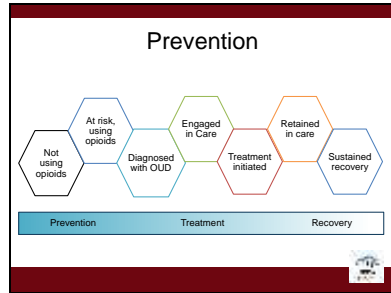 Prevention
Not
using
opioids
At risk,
using
opioids
Diagnosed
with OUD
Engaged
in Care
Treatment
initiated
Retained
in care
Sustained
recovery
Prevention Treatment Recovery